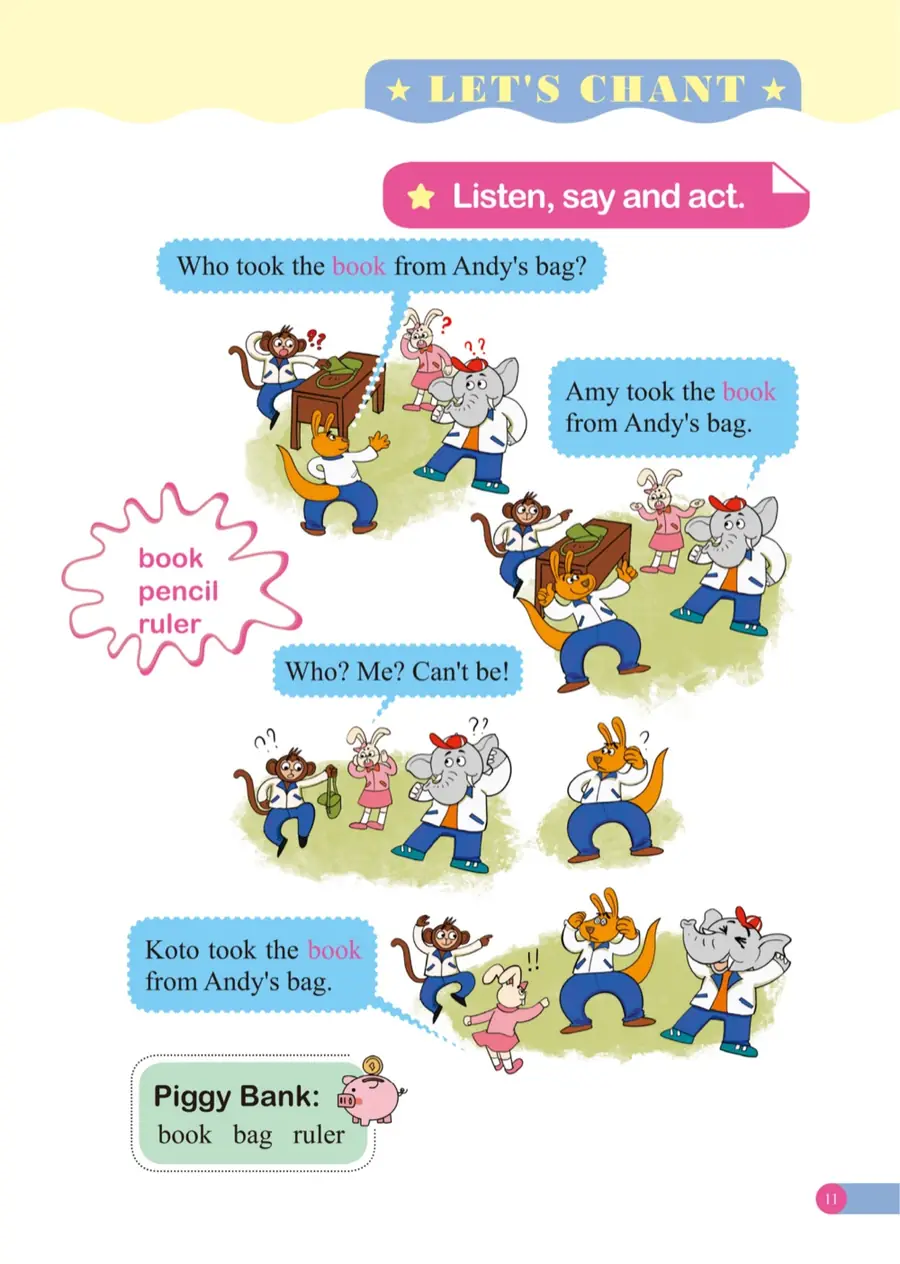 LET'S CHANT
Listen, say and act.
Who took the book from Andy's bag?
? ? ?
?
? ?
Amy took the book
from Andy's bag.
book
pencil
ruler
Who? Me? Can't be!
? ?
? ?
?
Koto took the book
from Andy's bag.
!!
Piggy Bank:
book bag ruler
11